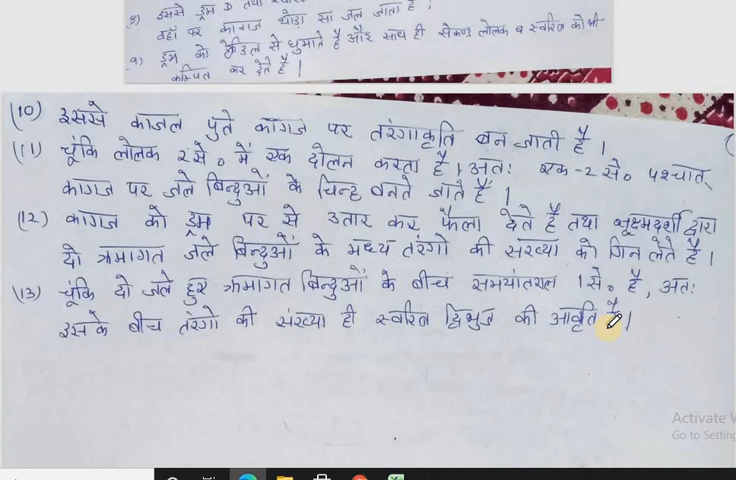 8) इससे ड्रम D तथा
वहाँ पर कागज थोड़ा सा जल जाता है ।
9) ड्रम को हैंडल से घुमाते है और साथ ही सेकण्ड लोलक व स्वरित्र को भी
कम्पित कर देते है ।
(10) इससे काजल पुते कागज पर तरंगाकृति बन जाती है ।
(11) चूंकि लोलक 2 से० में एक दोलन करता है । अतः एक-2 से० पश्चात्
कागज पर जले बिन्दुओं के चिन्ह बनते जाते है ।
(12) कागज को ड्रम पर से उतार कर फैला देते है तथा सूक्ष्मदर्शी द्वारा
दो क्रमागत जले बिन्दुओं के मध्य तरंगो की संख्या को गिन लेते है ।
(13) चूंकि दो जले हुए क्रमागत बिन्दुओं के बीच समयांतराल 1 से० है, अतः
इसके बीच तरंगो की संख्या ही स्वरित्र द्विभुज की आवृति है ।
Activate W
Go to Setting